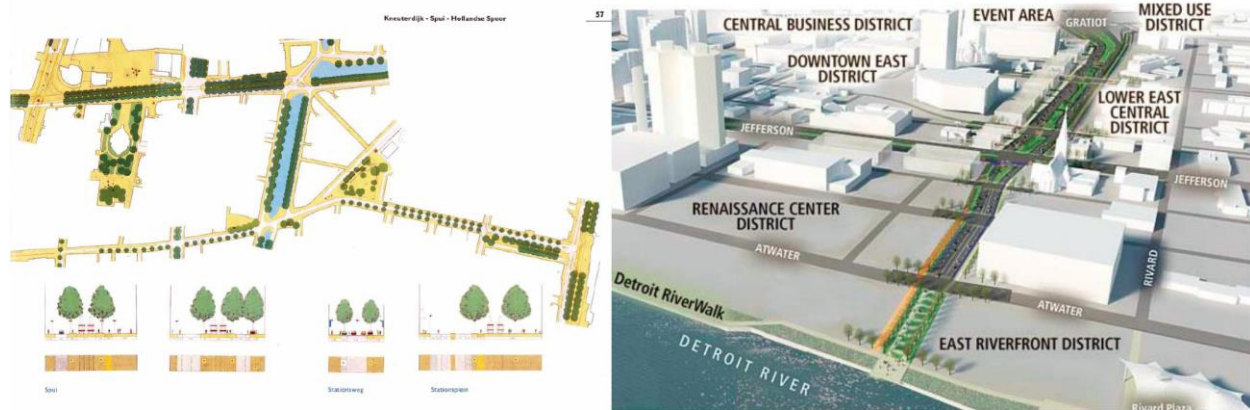 Kneuterdijk - Spui - Hollandse Spoor
57
Spui
Stationsweg
Stationsplein
CENTRAL BUSINESS DISTRICT
EVENT AREA
GRATIOT
MIXED USE
DISTRICT
DOWNTOWN EAST
DISTRICT
LOWER EAST
CENTRAL
DISTRICT
JEFFERSON
JEFFERSON
RENAISSANCE CENTER
DISTRICT
ATWATER
RIVARD
ATWATER
Detroit RiverWalk
EAST RIVERFRONT DISTRICT
DETROIT RIVER
Rivard Plaza